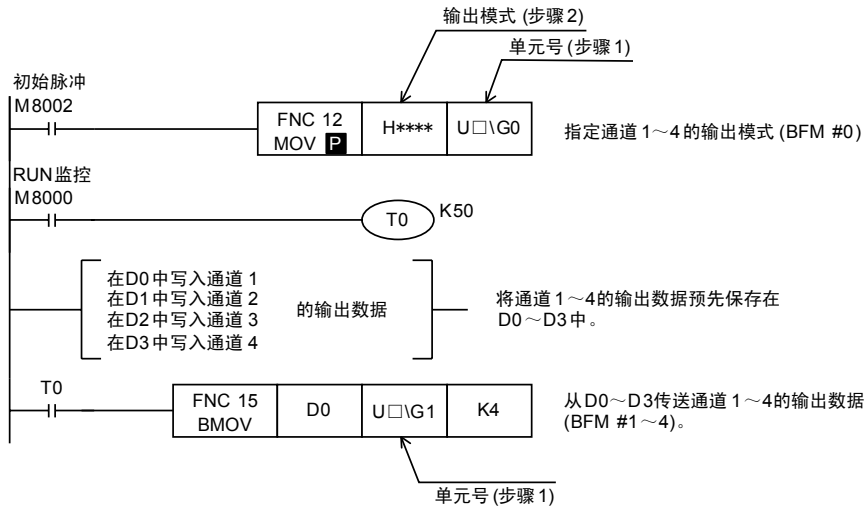 输出模式 (步骤2)
单元号 (步骤1)
初始脉冲
M8002
FNC 12
MOV P
H****
U□\G0
指定通道1～4的输出模式 (BFM #0)
RUN监控
M8000
T0
K50
在D0中写入通道1
在D1中写入通道2
在D2中写入通道3
在D3中写入通道4
的输出数据
将通道1～4的输出数据预先保存在
D0～D3中。
T0
FNC 15
BMOV
D0
U□\G1
K4
从D0～D3传送通道1～4的输出数据
(BFM #1～4)。
单元号 (步骤1)